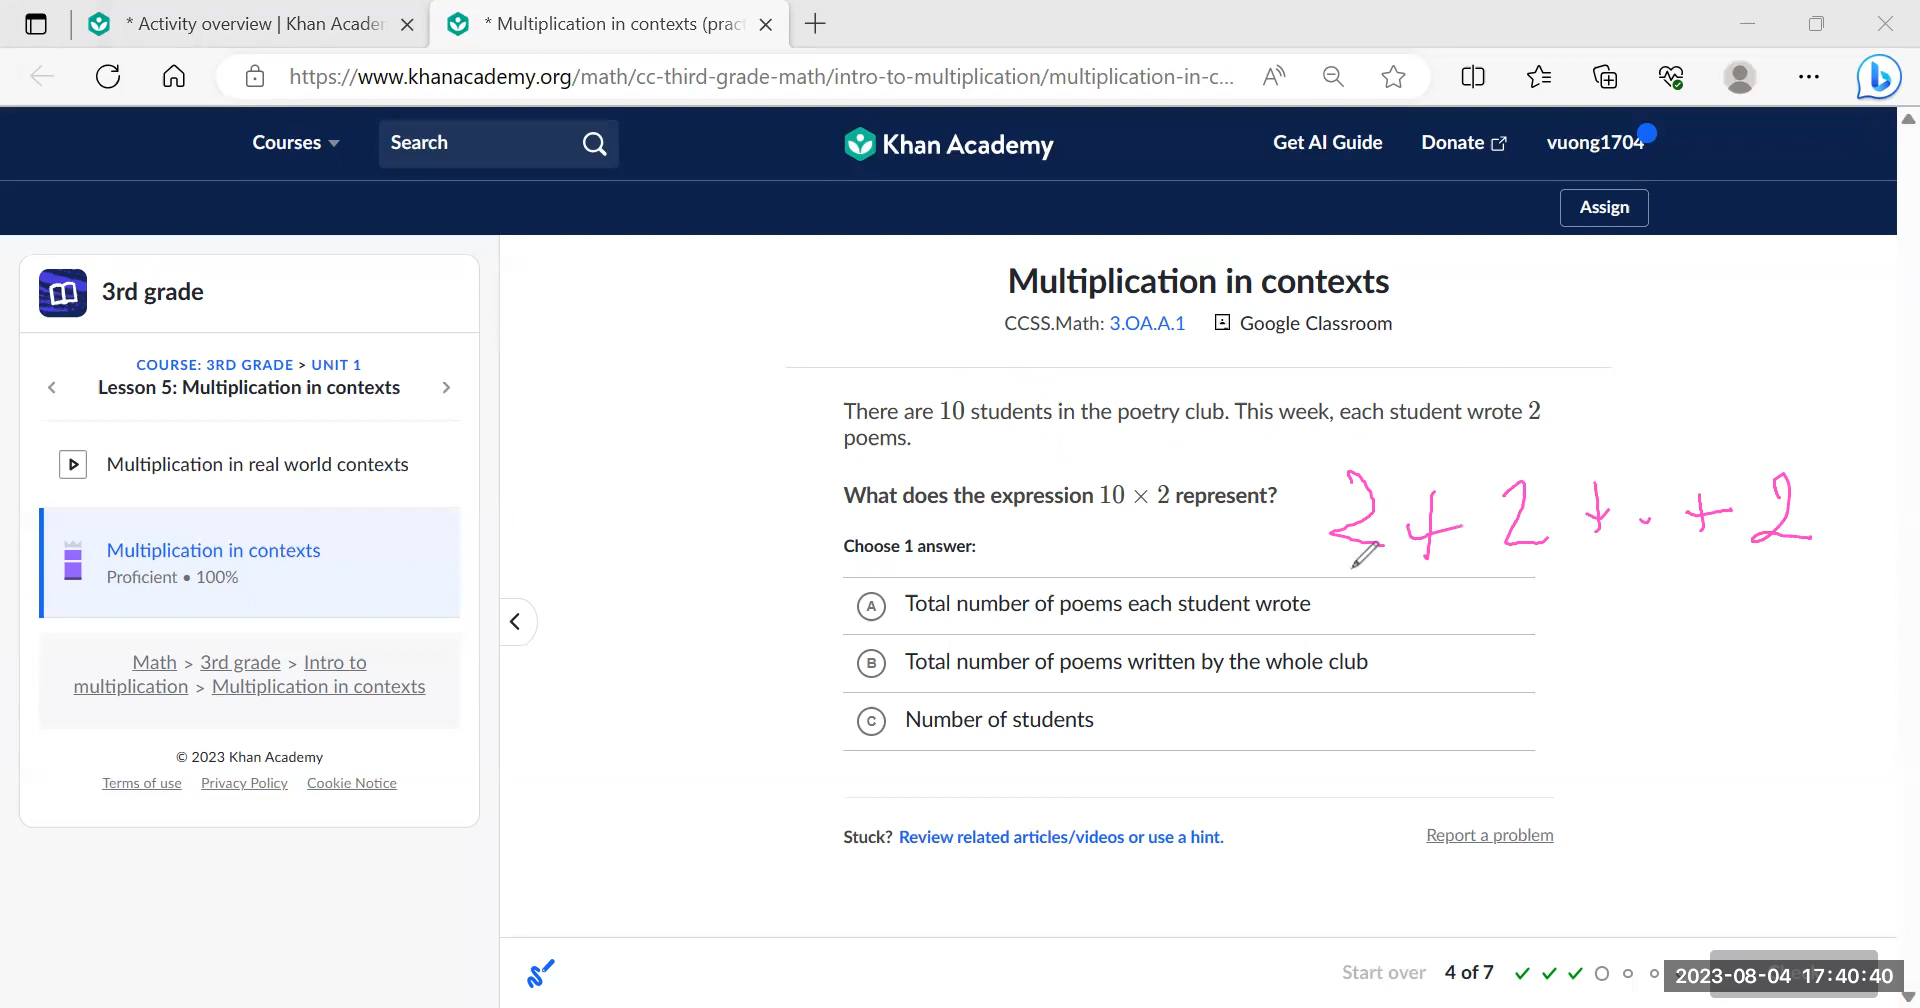 * Activity overview | Khan Acade
* Multiplication in contexts (prac
https://www.khanacademy.org/math/cc-third-grade-math/intro-to-multiplication/multiplication-in-c...
Courses
Search
Khan Academy
Get AI Guide
Donate
vuong1704
Assign
3rd grade
COURSE: 3RD GRADE > UNIT 1
Lesson 5: Multiplication in contexts
Multiplication in real world contexts
Multiplication in contexts
Proficient • 100%
Math > 3rd grade > Intro to
multiplication > Multiplication in contexts
© 2023 Khan Academy
Terms of use Privacy Policy Cookie Notice
Multiplication in contexts
CCSS.Math: 3.OA.A.1 Google Classroom
There are 10 students in the poetry club. This week, each student wrote 2
poems.
What does the expression 10 × 2 represent?
2 + 2 + . + 2
Choose 1 answer:
A Total number of poems each student wrote
B Total number of poems written by the whole club
C Number of students
Stuck? Review related articles/videos or use a hint.
Report a problem
Start over 4 of 7
2023-08-04 17:40:40